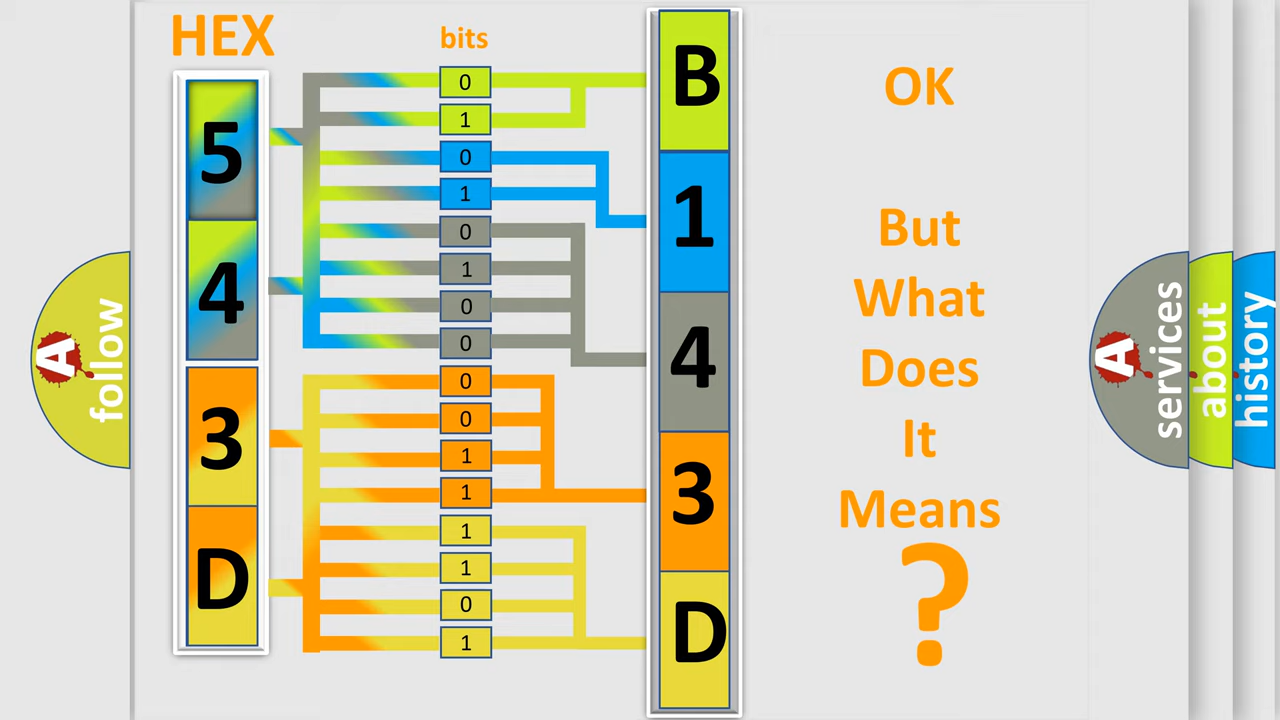 HEX
bits
5
4
3
D
0
1
0
1
0
1
0
0
0
0
1
1
1
1
0
1
B
1
4
3
D
OK
But
What
Does
It
Means
?
A
follow
A
services
about
history